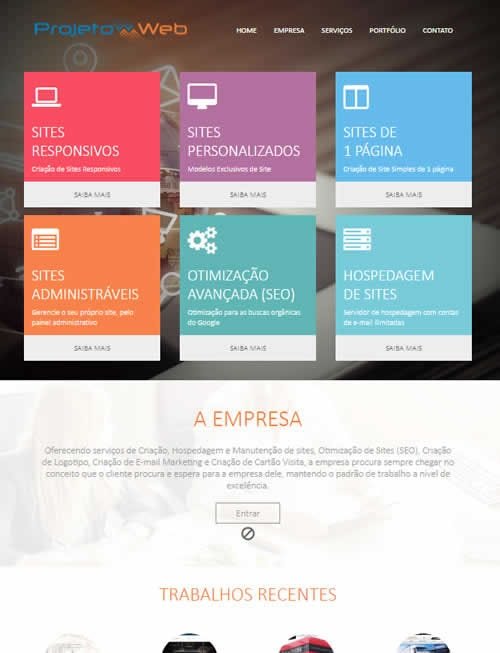 ProjetoWeb
HOME EMPRESA SERVIÇOS PORTFÓLIO CONTATO
SITES
RESPONSIVOS
Criação de Sites Responsivos
SAIBA MAIS
SITES
PERSONALIZADOS
Modelos Exclusivos de Site
SAIBA MAIS
SITES DE
1 PÁGINA
Criação de Site Simples de 1 página
SAIBA MAIS
SITES
ADMINISTRÁVEIS
Gerencie o seu próprio site, pelo
painel administrativo
SAIBA MAIS
OTIMIZAÇÃO
AVANÇADA (SEO)
Otimização para as buscas orgânicas
do Google
SAIBA MAIS
HOSPEDAGEM
DE SITES
Servidor de hospedagem com contas
de e-mail ilimitadas
SAIBA MAIS
A EMPRESA
Oferecendo serviços de Criação, Hospedagem e Manutenção de sites, Otimização de Sites (SEO), Criação
de Logotipo, Criação de E-mail Marketing e Criação de Cartão Visita, a empresa procura sempre chegar no
conceito que o cliente procura e espera para a empresa dele, mantendo o padrão de trabalho a nível de
excelência.
Entrar
TRABALHOS RECENTES